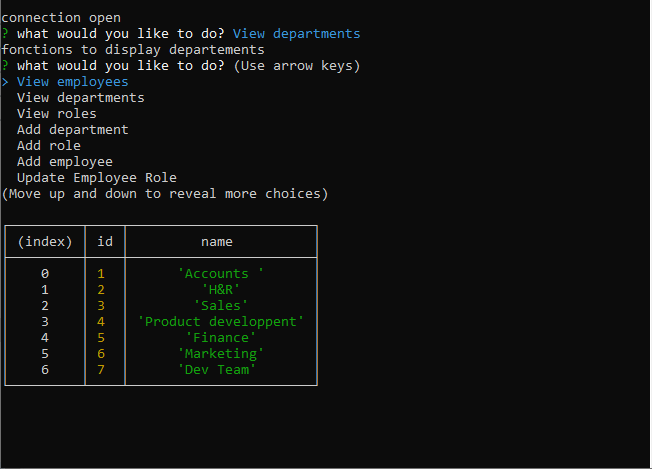 connection open
? what would you like to do? View departments
fonctions to display departements
? what would you like to do? (Use arrow keys)
> View employees
View departments
View roles
Add department
Add role
Add employee
Update Employee Role
(Move up and down to reveal more choices)
(index) id name
0 1 'Accounts '
1 2 'H&R'
2 3 'Sales'
3 4 'Product developpent'
4 5 'Finance'
5 6 'Marketing'
6 7 'Dev Team'